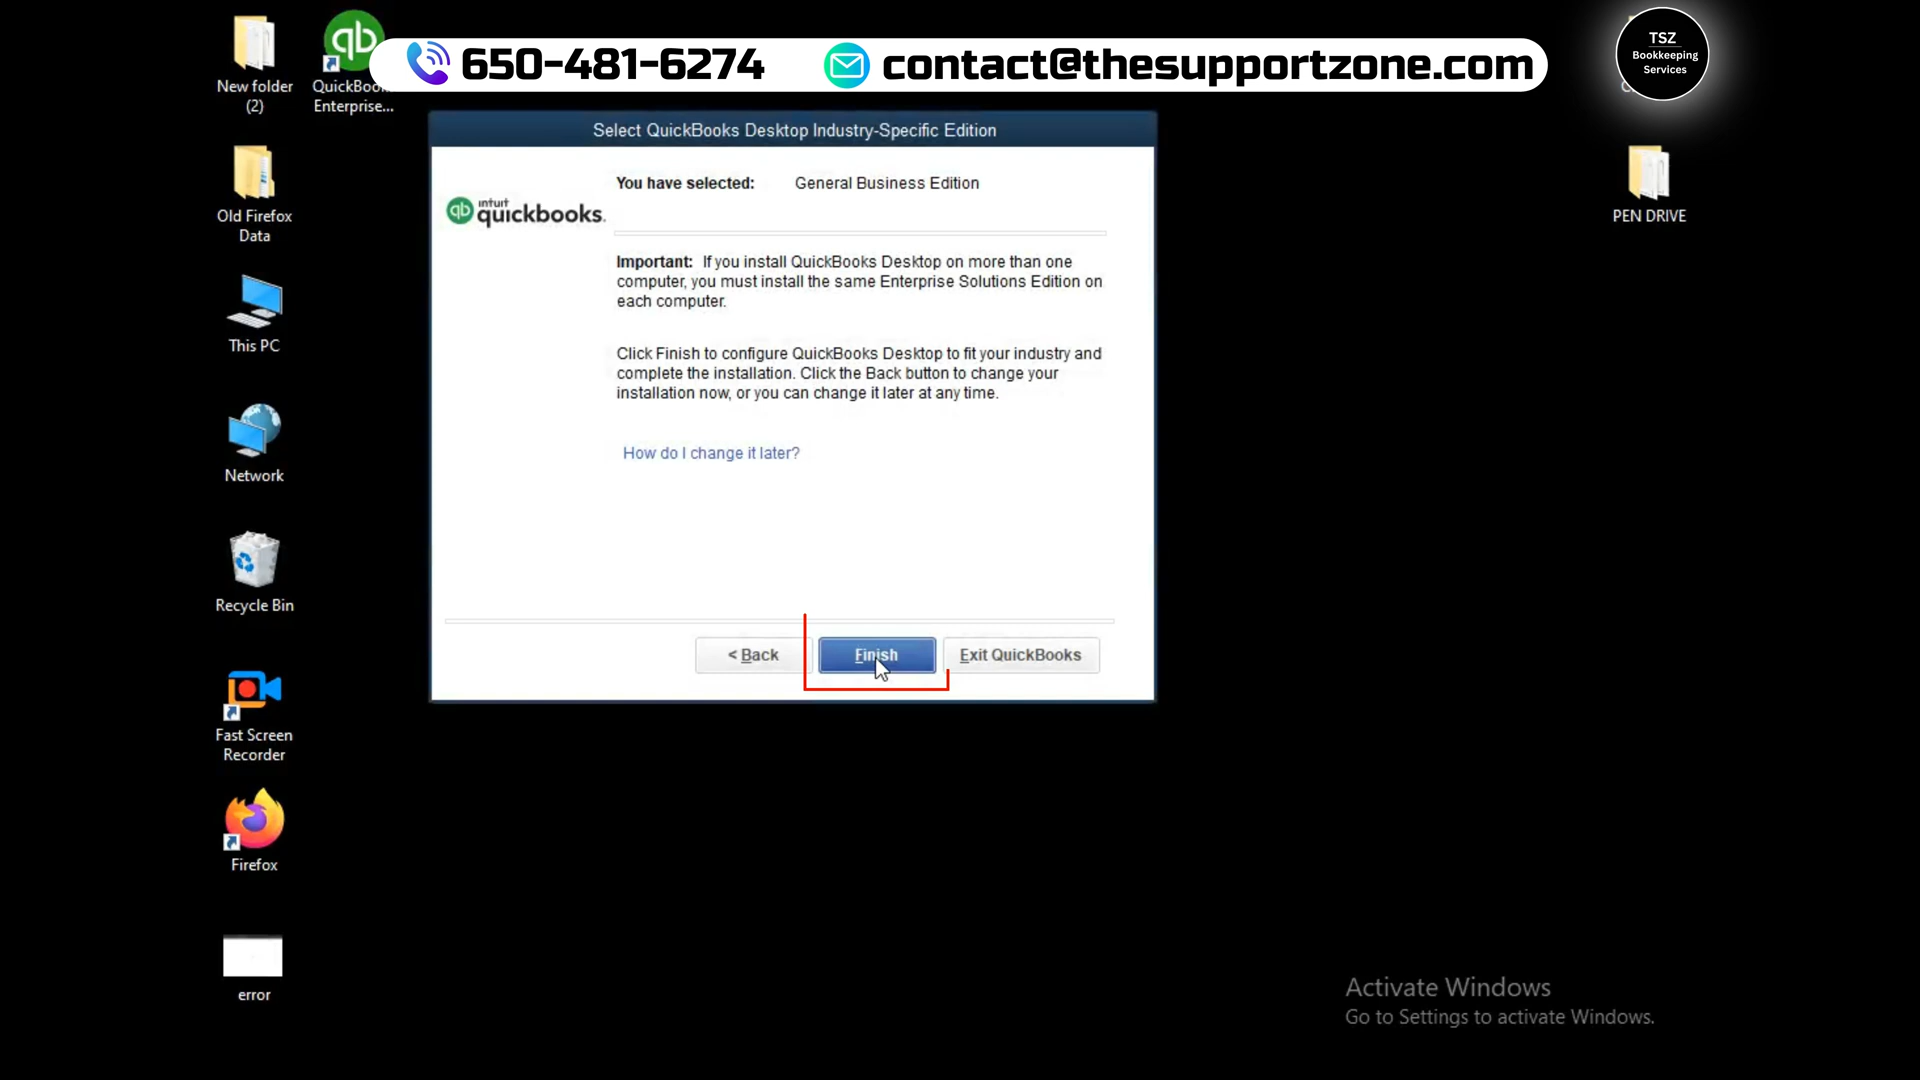 650-481-6274
contact@thesupportzone.com
TSZ
Bookkeeping
Services
New folder
(2)
Enterprise...
Old Firefox
Data
This PC
Network
Recycle Bin
Fast Screen
Recorder
Firefox
error
PEN DRIVE
Select QuickBooks Desktop Industry-Specific Edition
intuit
quickbooks.
You have selected: General Business Edition
Important: If you install QuickBooks Desktop on more than one
computer, you must install the same Enterprise Solutions Edition on
each computer.
Click Finish to configure QuickBooks Desktop to fit your industry and
complete the installation. Click the Back button to change your
installation now, or you can change it later at any time.
How do I change it later?
< Back Finish Exit QuickBooks
Activate Windows
Go to Settings to activate Windows.